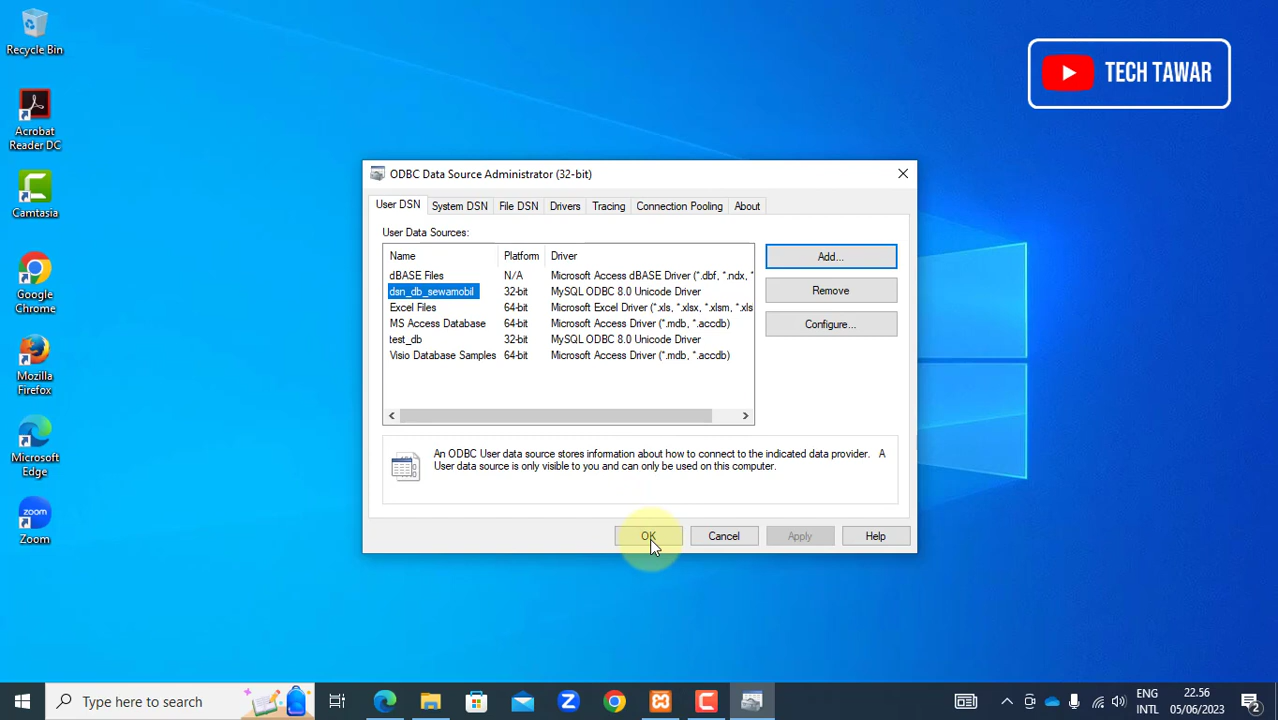 Recycle Bin
Acrobat
Reader DC
Camtasia
Google
Chrome
Mozilla
Firefox
Microsoft
Edge
zoom
Zoom
TECH TAWAR
ODBC Data Source Administrator (32-bit)
User DSN System DSN File DSN Drivers Tracing Connection Pooling About
User Data Sources:
Name Platform Driver
dBASE Files N/A Microsoft Access dBASE Driver (*.dbf, *.ndx, *
dsn_db_sewamobil 32-bit MySQL ODBC 8.0 Unicode Driver
Excel Files 64-bit Microsoft Excel Driver (*.xls, *.xlsx, *.xlsm, *.xls
MS Access Database 64-bit Microsoft Access Driver (*.mdb, *.accdb)
test_db 32-bit MySQL ODBC 8.0 Unicode Driver
Visio Database Samples 64-bit Microsoft Access Driver (*.mdb, *.accdb)
Add...
Remove
Configure...
An ODBC User data source stores information about how to connect to the indicated data provider. A
User data source is only visible to you and can only be used on this computer.
OK Cancel Apply Help
Type here to search
ENG
INTL
22.56
05/06/2023
2